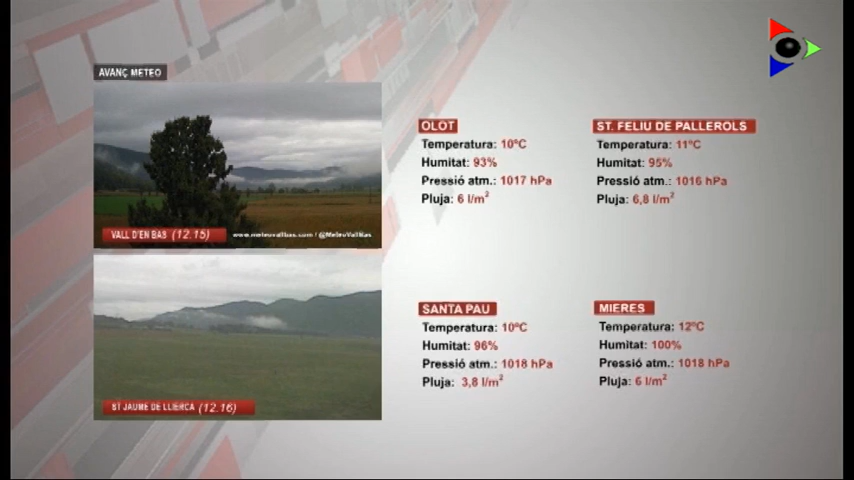 AVANÇ METEO
VALL D'EN BAS (12.15)
www.meteovallbas.com / @MeteoVallBas
ST JAUME DE LLIERCA (12.16)
OLOT
Temperatura: 10ºC
Humitat: 93%
Pressió atm.: 1017 hPa
Pluja: 6 l/m²
ST. FELIU DE PALLEROLS
Temperatura: 11ºC
Humitat: 95%
Pressió atm.: 1016 hPa
Pluja: 6,8 l/m²
SANTA PAU
Temperatura: 10ºC
Humitat: 96%
Pressió atm.: 1018 hPa
Pluja: 3,8 l/m²
MIERES
Temperatura: 12ºC
Humitat: 100%
Pressió atm.: 1018 hPa
Pluja: 6 l/m²